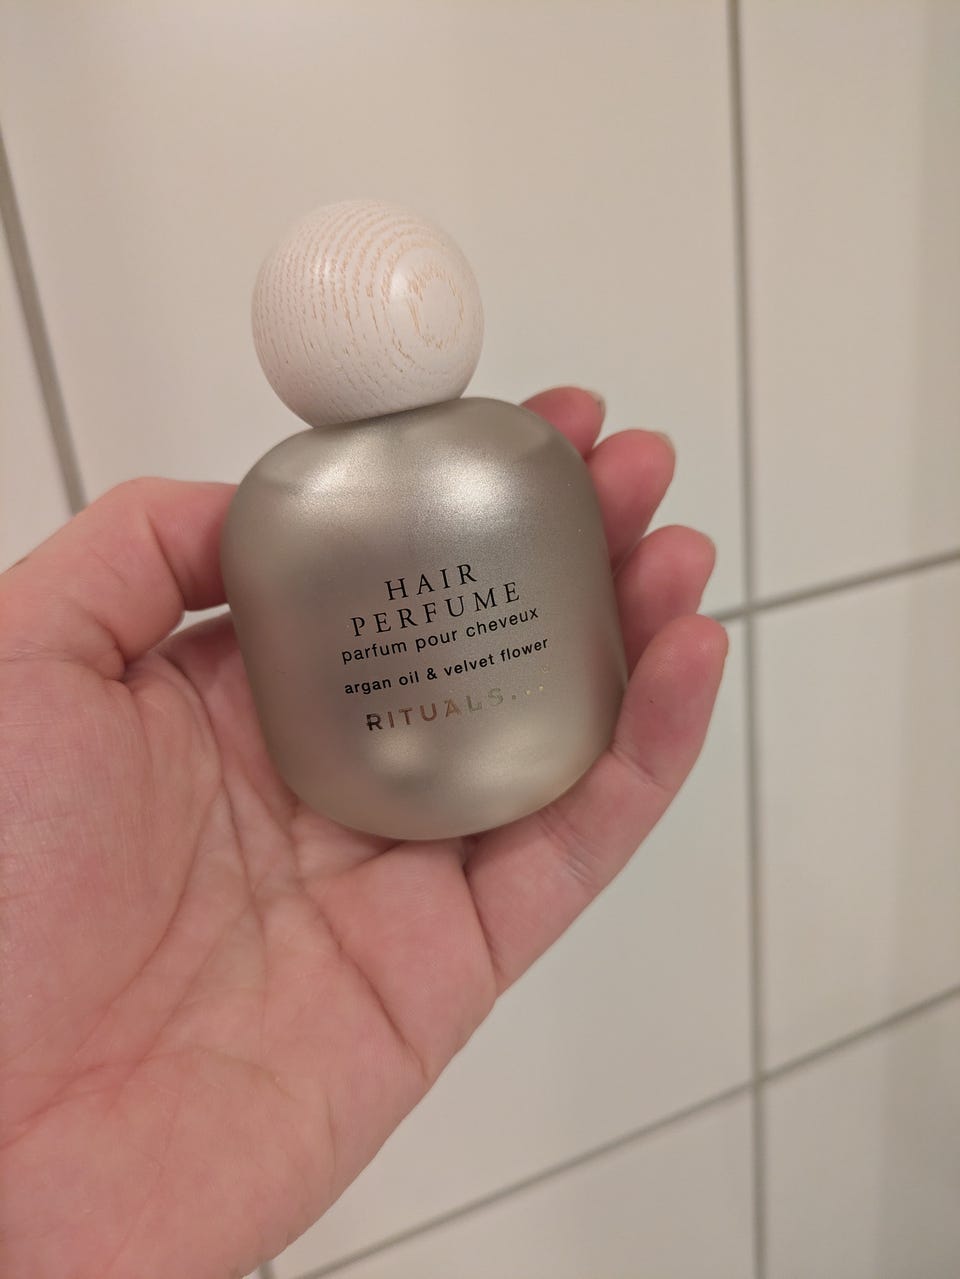 HAIR
PERFUME
parfum pour cheveux
argan oil & velvet flower
RITUALS...